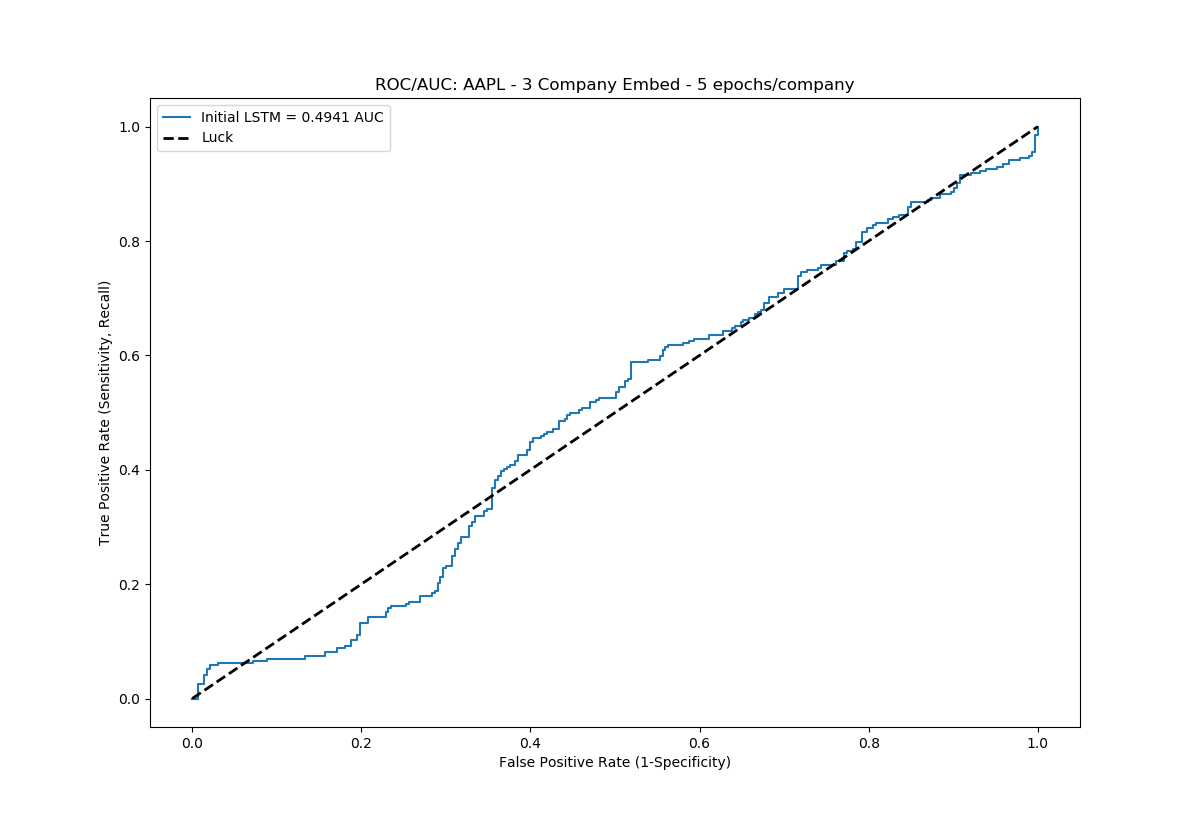 ROC/AUC: AAPL - 3 Company Embed - 5 epochs/company
Initial LSTM = 0.4941 AUC
Luck
True Positive Rate (Sensitivity, Recall)
1.0
0.8
0.6
0.4
0.2
0.0
0.0 0.2 0.4 0.6 0.8 1.0
False Positive Rate (1-Specificity)